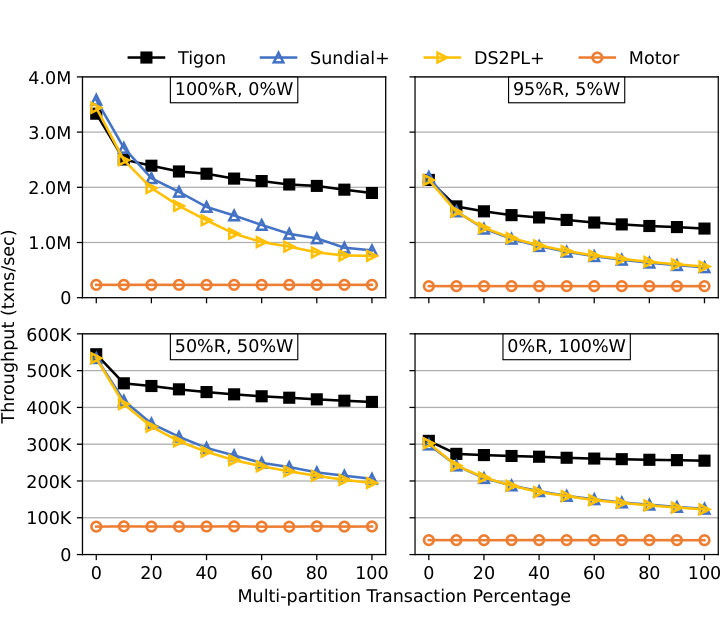 Tigon Sundial+ DS2PL+ Motor
4.0M
3.0M
2.0M
1.0M
0
100%R, 0%W
95%R, 5%W
Throughput (txns/sec)
600K
500K
400K
300K
200K
100K
0
50%R, 50%W
0%R, 100%W
0 20 40 60 80 100
0 20 40 60 80 100
Multi-partition Transaction Percentage